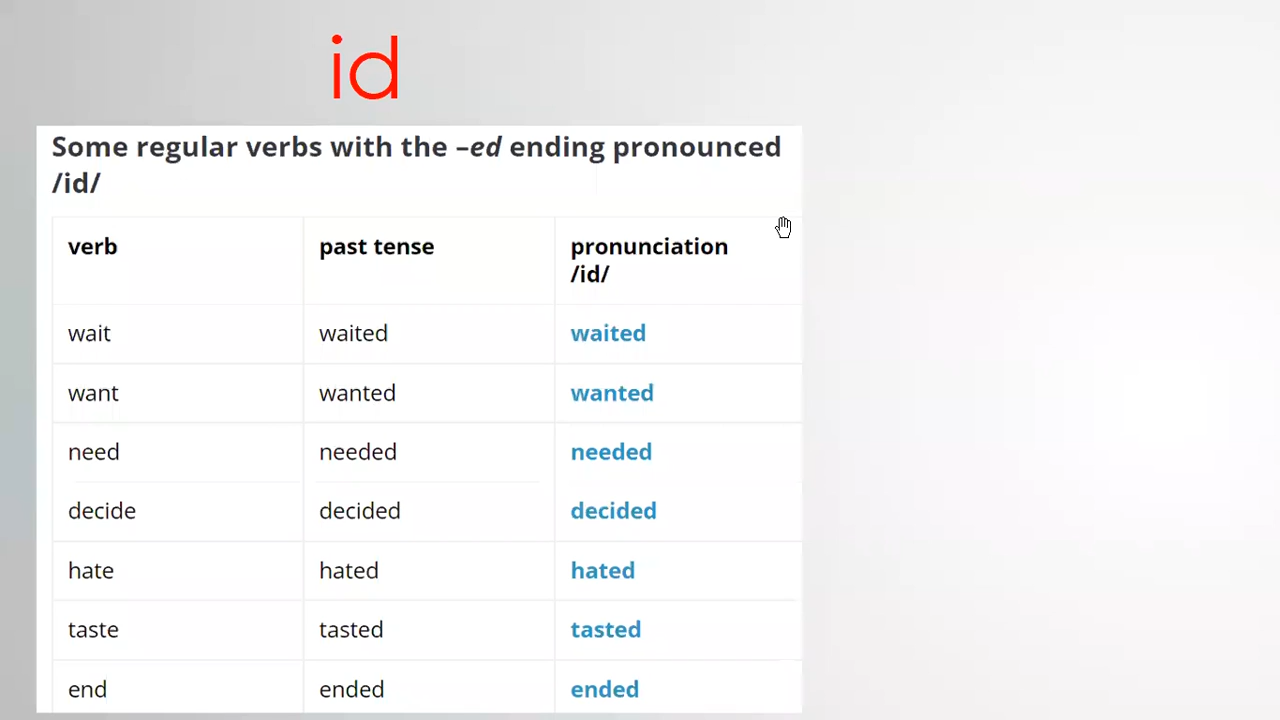 id
Some regular verbs with the –ed ending pronounced
/id/
verb past tense pronunciation
/id/
wait waited waited
want wanted wanted
need needed needed
decide decided decided
hate hated hated
taste tasted tasted
end ended ended